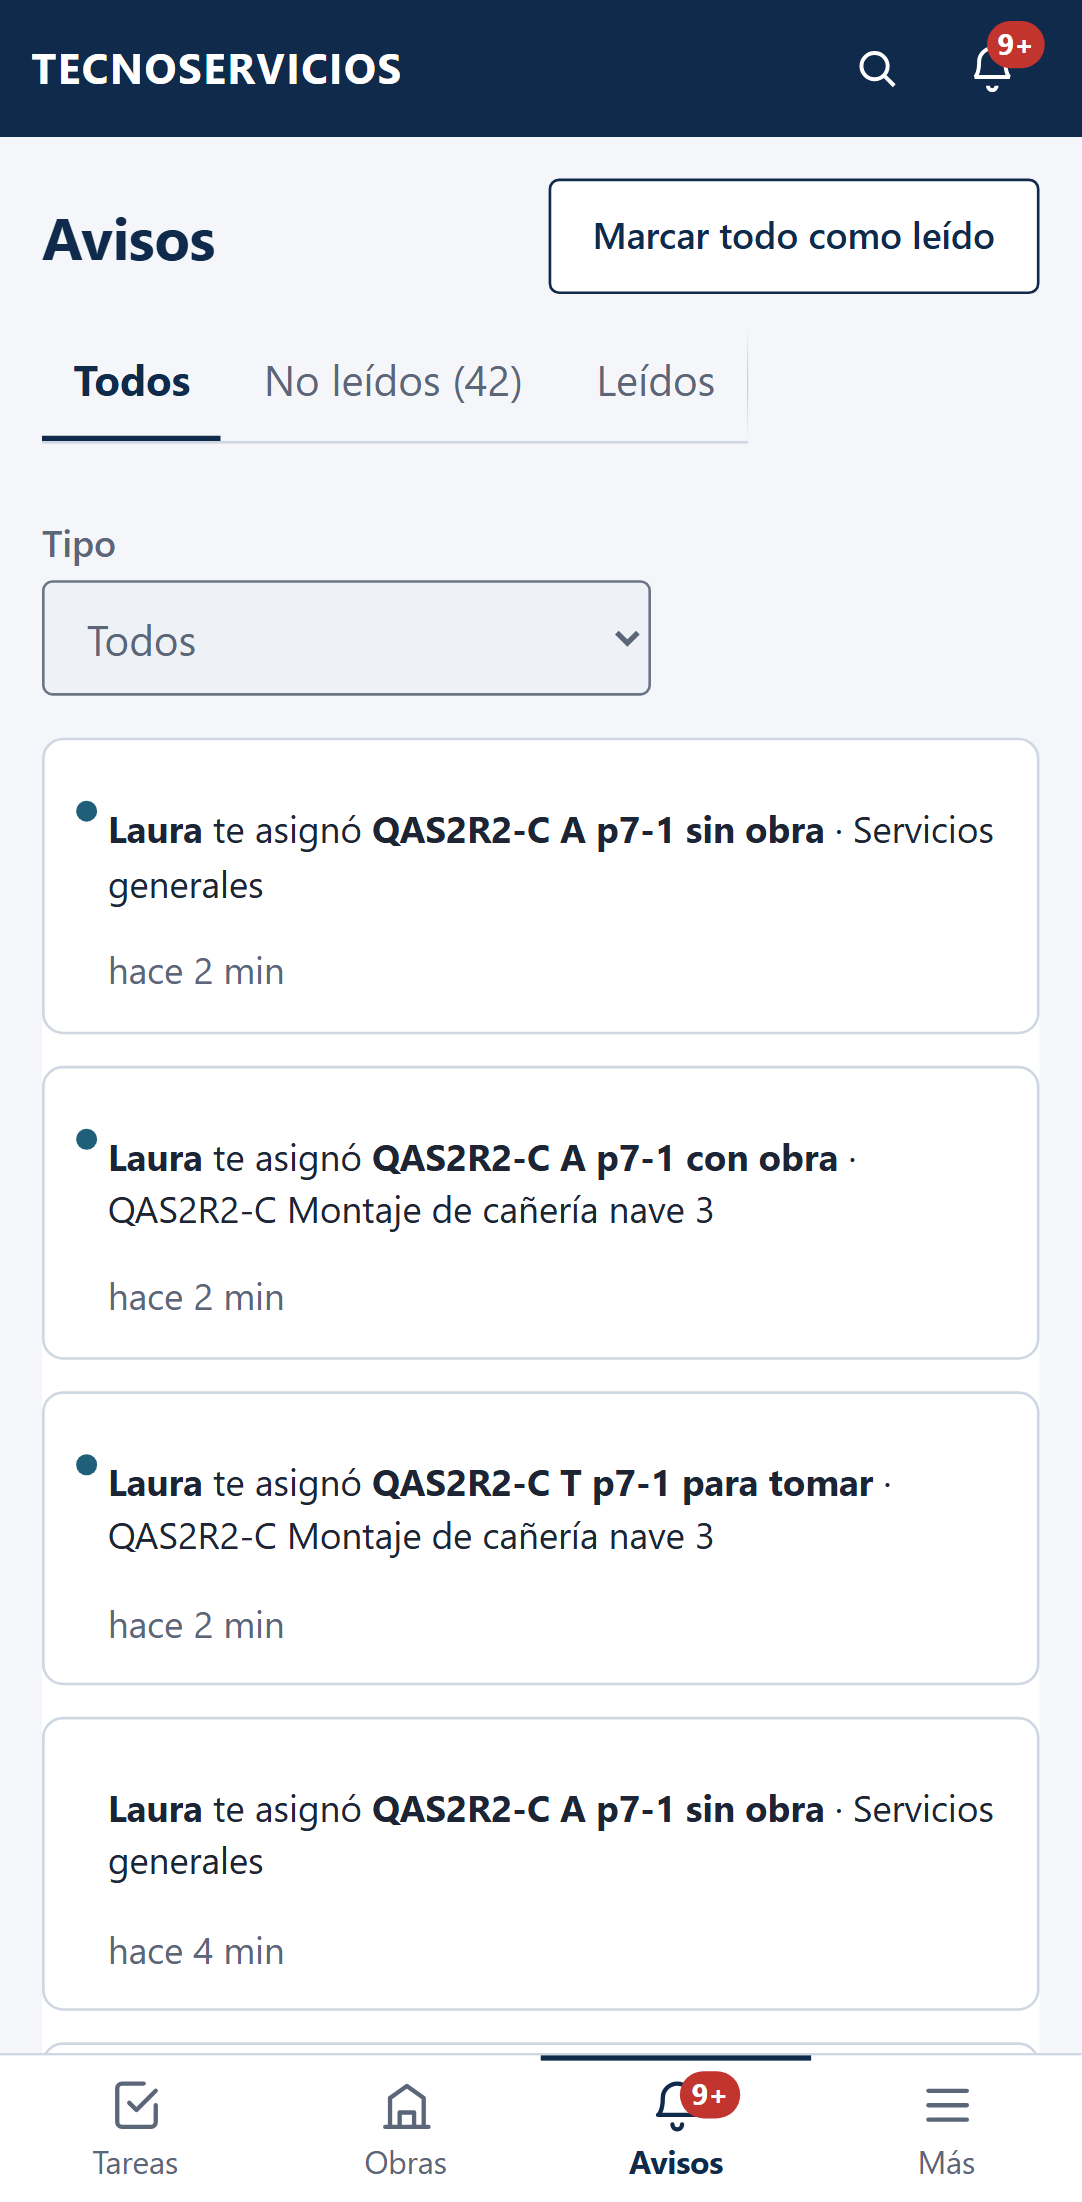 TECNOSERVICIOS
9+
Avisos
Marcar todo como leído
Todos
No leídos (42)
Leídos
Tipo
Todos
Laura te asignó QAS2R2-C A p7-1 sin obra · Servicios
generales
hace 2 min
Laura te asignó QAS2R2-C A p7-1 con obra ·
QAS2R2-C Montaje de cañería nave 3
hace 2 min
Laura te asignó QAS2R2-C T p7-1 para tomar ·
QAS2R2-C Montaje de cañería nave 3
hace 2 min
Laura te asignó QAS2R2-C A p7-1 sin obra · Servicios
generales
hace 4 min
9+
Tareas
Obras
Avisos
Más